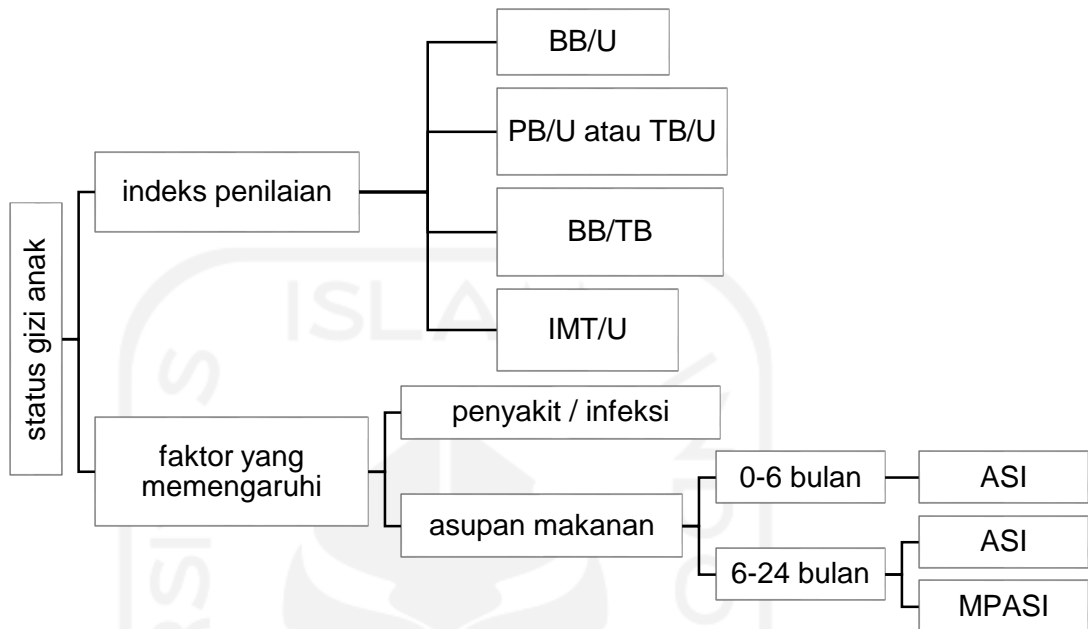 status gizi anak
indeks penilaian
BB/U
PB/U atau TB/U
BB/TB
IMT/U
faktor yang
memengaruhi
penyakit / infeksi
asupan makanan
0-6 bulan
ASI
6-24 bulan
ASI
MPASI
ISLA